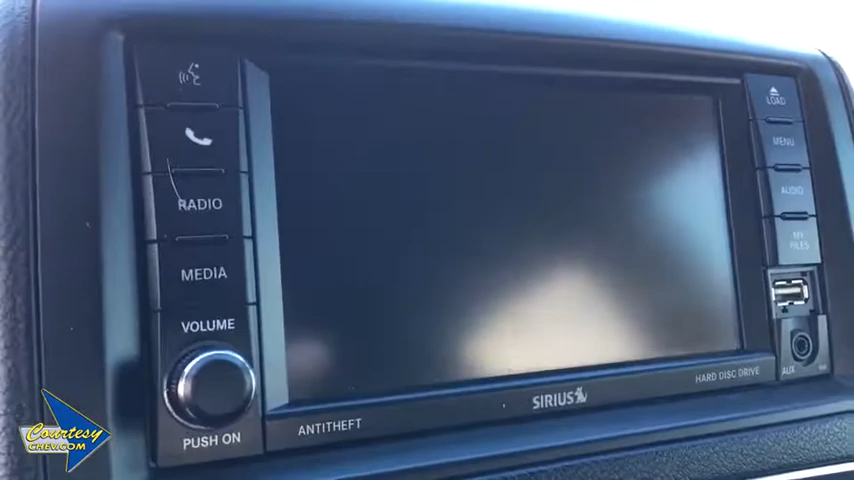 LOAD
MENU
RADIO
AUDIO
MY
FILES
MEDIA
VOLUME
PUSH ON
ANTITHEFT
SIRIUS
HARD DISC DRIVE
AUX
Courtesy
CHEV.COM